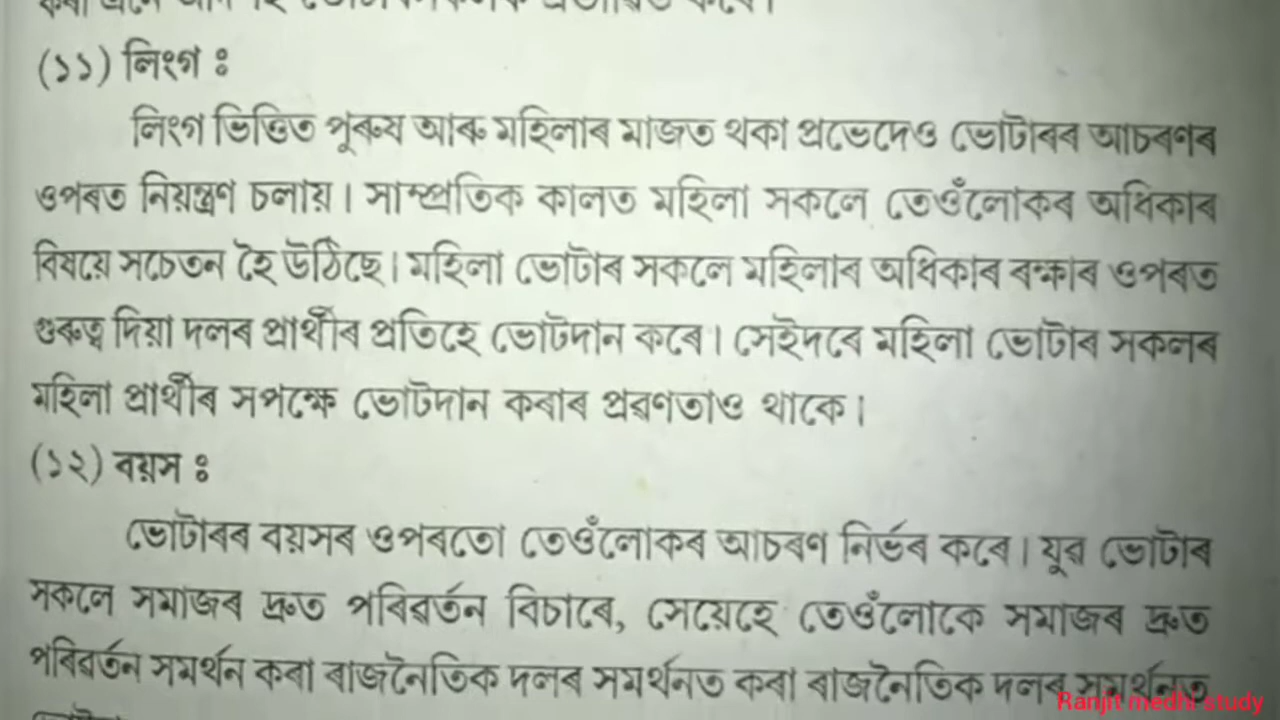 (১১) লিংগ ঃ
লিংগ ভিত্তিত পুৰুষ আৰু মহিলাৰ মাজত থকা প্ৰভেদেও ভোটাৰৰ আচৰণৰ
ওপৰত নিয়ন্ত্ৰণ চলায়। সাম্প্ৰতিক কালত মহিলা সকলে তেওঁলোকৰ অধিকাৰ
বিষয়ে সচেতন হৈ উঠিছে। মহিলা ভোটাৰ সকলে মহিলাৰ অধিকাৰ ৰক্ষাৰ ওপৰত
গুৰুত্ব দিয়া দলৰ প্ৰাৰ্থীৰ প্ৰতিহে ভোটদান কৰে। সেইদৰে মহিলা ভোটাৰ সকলৰ
মহিলা প্ৰাৰ্থীৰ সপক্ষে ভোটদান কৰাৰ প্ৰৱণতাও থাকে।
(১২) বয়স ঃ
ভোটাৰৰ বয়সৰ ওপৰতো তেওঁলোকৰ আচৰণ নিৰ্ভৰ কৰে। যুৱ ভোটাৰ
সকলে সমাজৰ দ্ৰুত পৰিৱৰ্তন বিচাৰে, সেয়েহে তেওঁলোকে সমাজৰ দ্ৰুত
পৰিৱৰ্তন সমৰ্থন কৰা ৰাজনৈতিক দলৰ সমৰ্থনত কৰা ৰাজনৈতিক দলৰ সমৰ্থনত
Ranjit medhi study